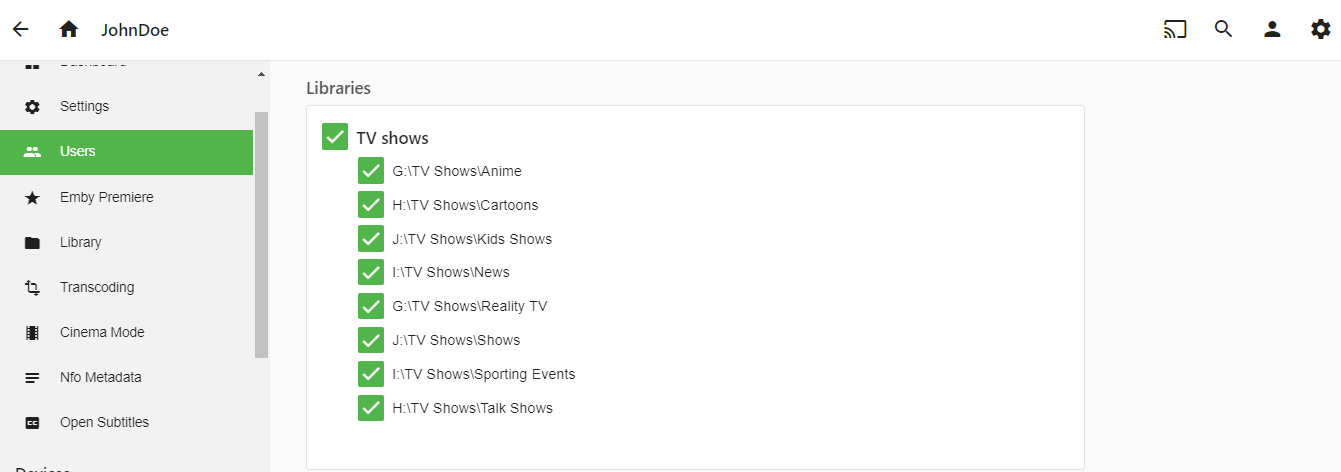 JohnDoe
Dashboard
Settings
Users
Emby Premiere
Library
Transcoding
Cinema Mode
Nfo Metadata
Open Subtitles
Devices
Libraries
TV shows
G:\TV Shows\Anime
H:\TV Shows\Cartoons
J:\TV Shows\Kids Shows
I:\TV Shows\News
G:\TV Shows\Reality TV
J:\TV Shows\Shows
I:\TV Shows\Sporting Events
H:\TV Shows\Talk Shows